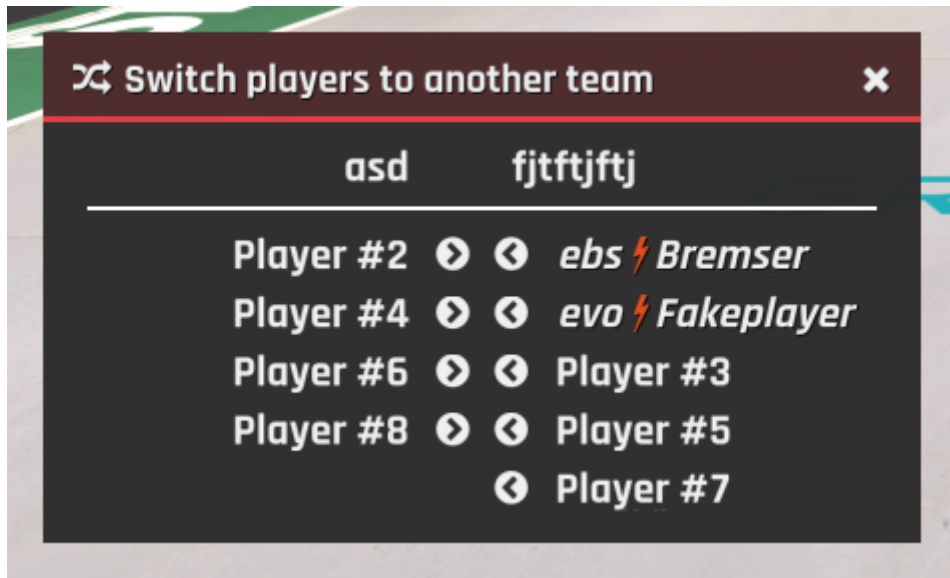 Switch players to another team
asd fjtftjftj
Player #2 ebs Bremser
Player #4 evo Fakeplayer
Player #6 Player #3
Player #8 Player #5
Player #7